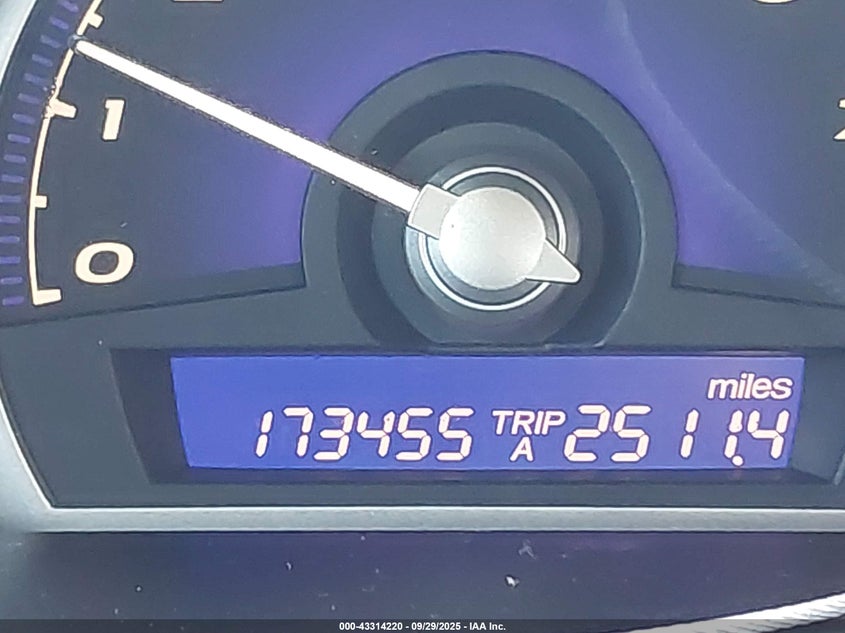 1
0
miles
173455 TRIP A 2511.4
000-43314220 - 09/29/2025 - IAA Inc.